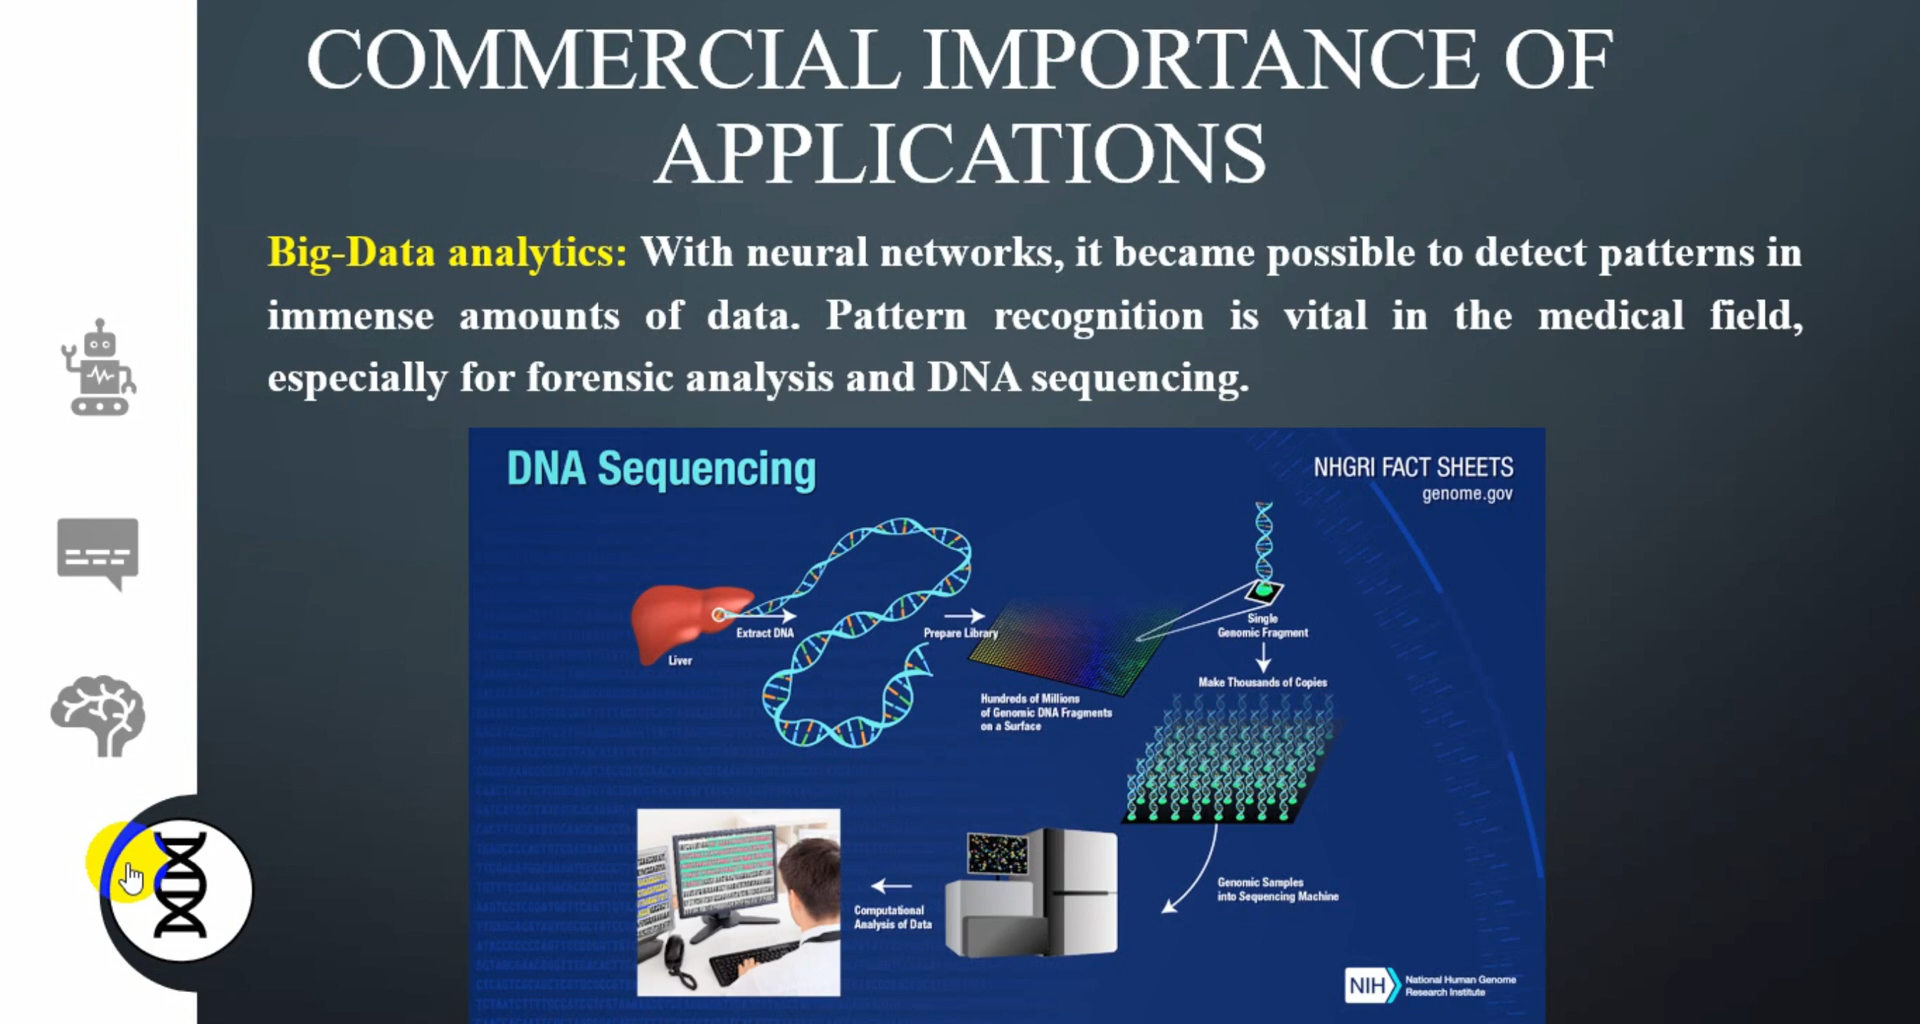 COMMERCIAL IMPORTANCE OF
APPLICATIONS
Big-Data analytics: With neural networks, it became possible to detect patterns in
immense amounts of data. Pattern recognition is vital in the medical field,
especially for forensic analysis and DNA sequencing.
DNA Sequencing
NHGRI FACT SHEETS
genome.gov
Extract DNA
Liver
Prepare Library
Hundreds of Millions
of Genomic DNA Fragments
on a Surface
Single
Genomic Fragment
Make Thousands of Copies
Genomic Samples
into Sequencing Machine
Computational
Analysis of Data
NIH
National Human Genome
Research Institute